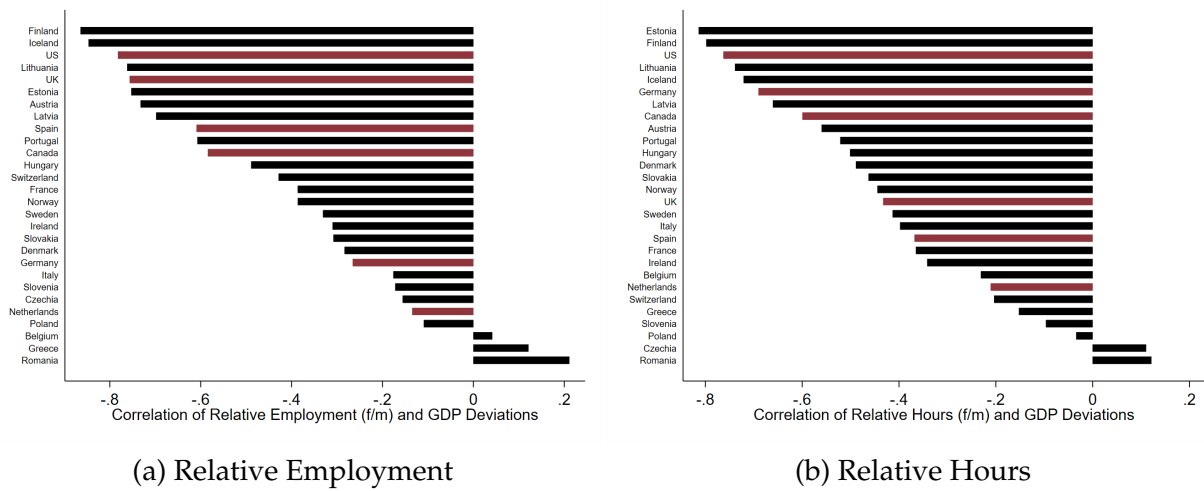 Finland
Iceland
US
Lithuania
UK
Estonia
Austria
Latvia
Spain
Portugal
Canada
Hungary
Switzerland
France
Norway
Sweden
Ireland
Slovakia
Denmark
Germany
Italy
Slovenia
Czechia
Netherlands
Poland
Belgium
Greece
Romania
-.8 -.6 -.4 -.2 0 .2
Correlation of Relative Employment (f/m) and GDP Deviations
(a) Relative Employment
Estonia
Finland
US
Lithuania
Iceland
Germany
Latvia
Canada
Austria
Portugal
Hungary
Denmark
Slovakia
Norway
UK
Sweden
Italy
Spain
France
Ireland
Belgium
Netherlands
Switzerland
Greece
Slovenia
Poland
Czechia
Romania
-.8 -.6 -.4 -.2 0 .2
Correlation of Relative Hours (f/m) and GDP Deviations
(b) Relative Hours